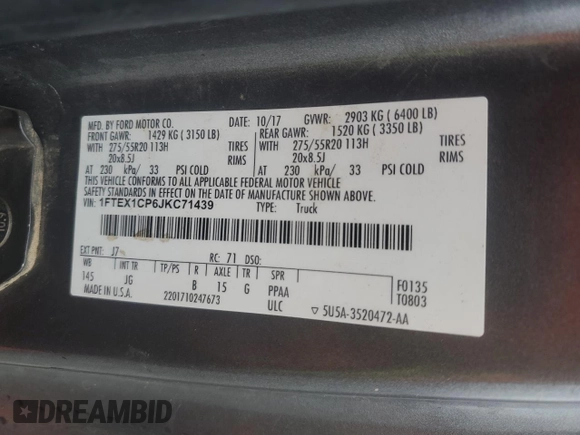 MFD. BY FORD MOTOR CO.
DATE: 10/17 GVWR: 2903 KG ( 6400 LB)
FRONT GAWR: 1429 KG ( 3150 LB)
REAR GAWR: 1520 KG ( 3350 LB)
WITH 275/55R20 113H TIRES
WITH 275/55R20 113H TIRES
20x8.5J RIMS
20x8.5J RIMS
AT 230 kPa/ 33 PSI COLD
AT 230 kPa/ 33 PSI COLD
THIS VEHICLE CONFORMS TO ALL APPLICABLE FEDERAL MOTOR VEHICLE
SAFETY STANDARDS IN EFFECT ON THE DATE OF MANUFACTURE SHOWN ABOVE.
VIN: 1FTEX1CP6JKC71439
TYPE: Truck
EXT PNT: J7 RC: 71 DSO:
WB INT TR TP/PS R AXLE TR SPR
145 JG B 15 G PPAA
F0135
T0803
MADE IN U.S.A. 2201710247673 ULC
▽ 5U5A-3520472-AA
DREAMBID